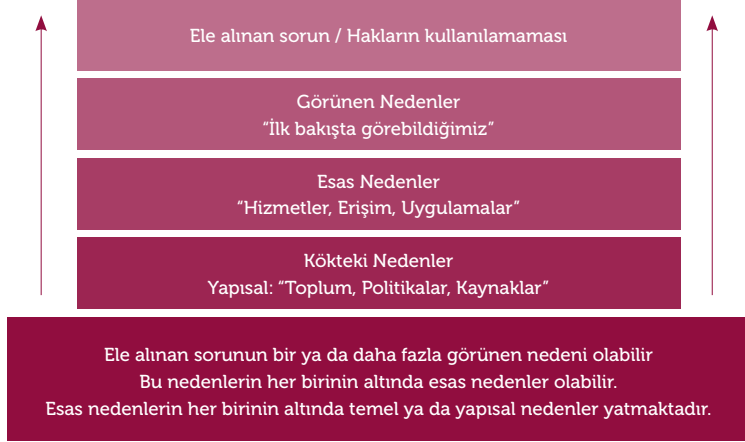 Ele alınan sorun / Hakların kullanılamaması
Görünen Nedenler
“İlk bakışta görebildiğimiz”
Esas Nedenler
“Hizmetler, Erişim, Uygulamalar”
Kökteki Nedenler
Yapısal: “Toplum, Politikalar, Kaynaklar”
Ele alınan sorunun bir ya da daha fazla görünen nedeni olabilir
Bu nedenlerin her birinin altında esas nedenler olabilir.
Esas nedenlerin her birinin altında temel ya da yapısal nedenler yatmaktadır.